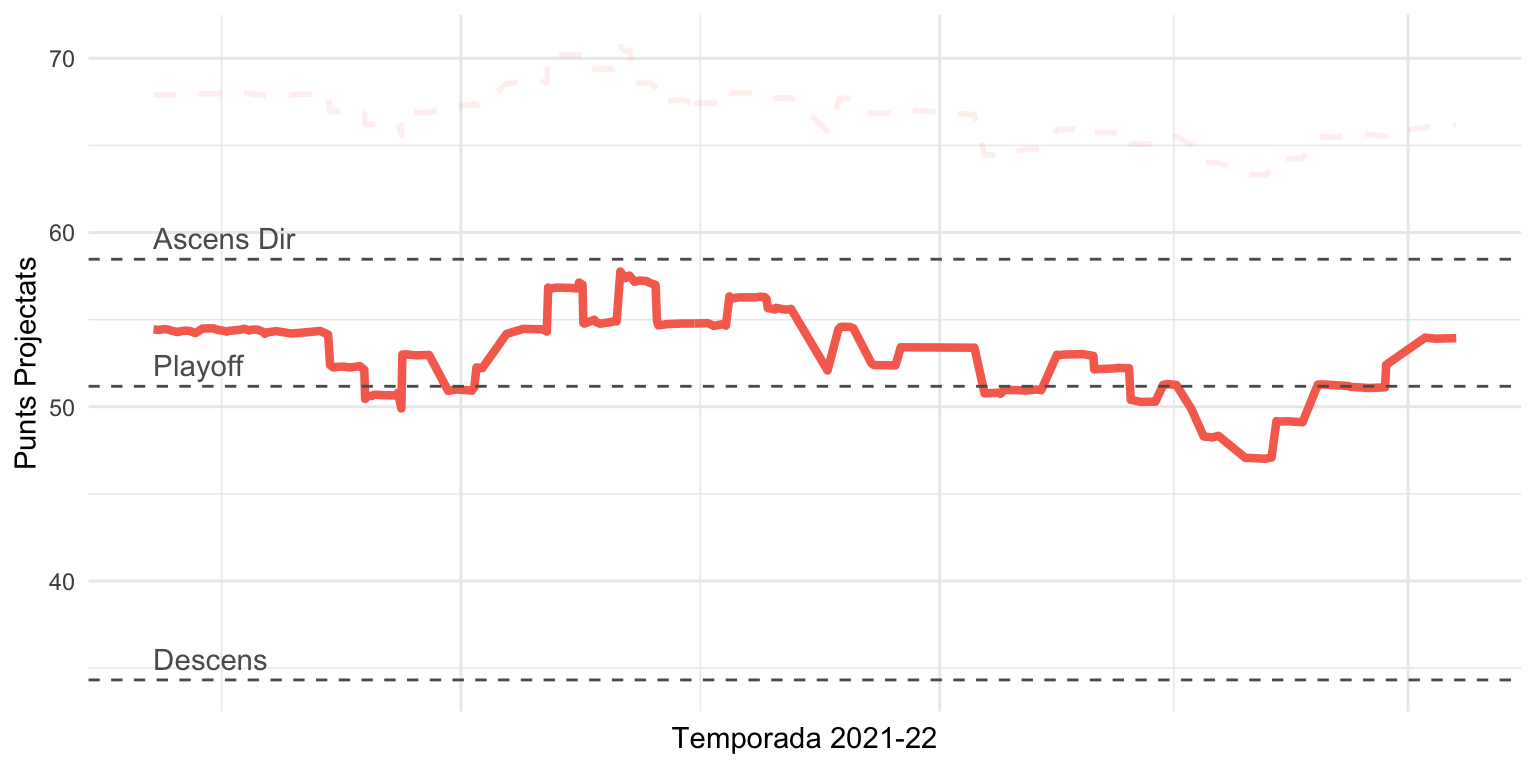 70
60
50
40
Punts Projectats
Ascens Dir
Playoff
Descens
Temporada 2021-22